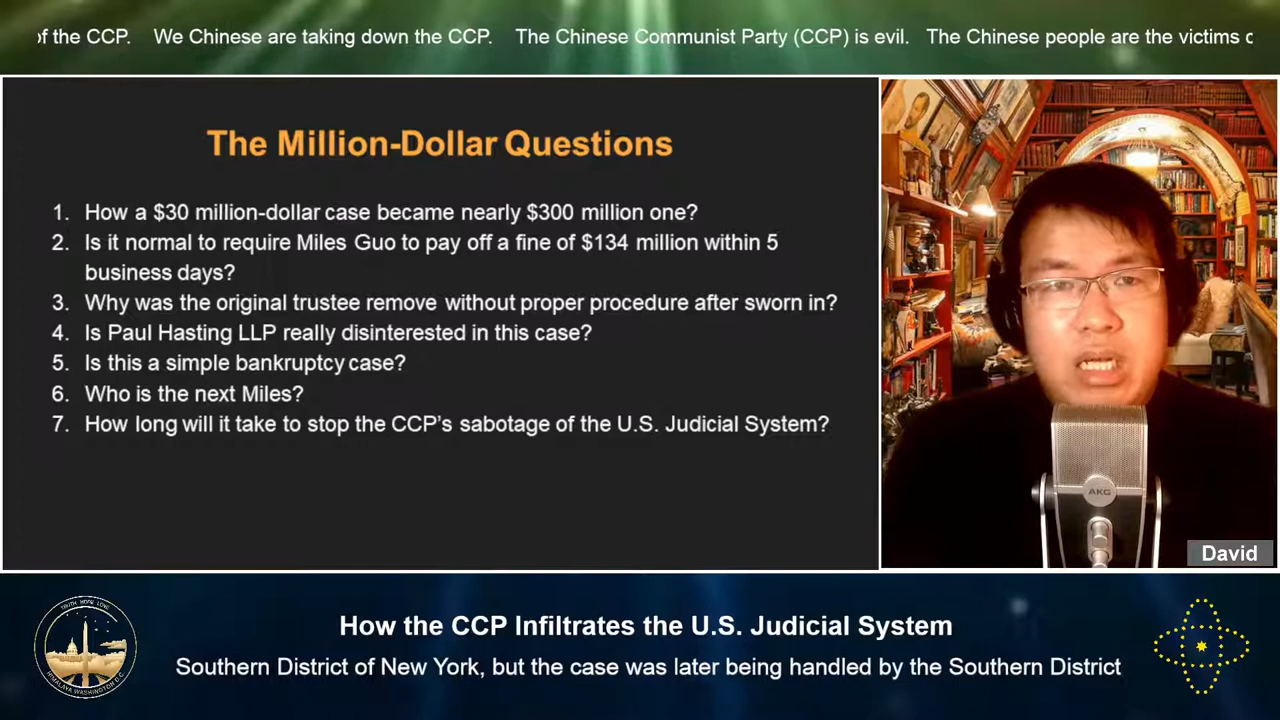 of the CCP. We Chinese are taking down the CCP. The Chinese Communist Party (CCP) is evil. The Chinese people are the victims
The Million-Dollar Questions
1. How a $30 million-dollar case became nearly $300 million one?
2. Is it normal to require Miles Guo to pay off a fine of $134 million within 5
business days?
3. Why was the original trustee remove without proper procedure after sworn in?
4. Is Paul Hasting LLP really disinterested in this case?
5. Is this a simple bankruptcy case?
6. Who is the next Miles?
7. How long will it take to stop the CCP's sabotage of the U.S. Judicial System?
AKG
David
TRUTH HOPE LOVE
HIMALAYA WASHINGTON D.C.
How the CCP Infiltrates the U.S. Judicial System
Southern District of New York, but the case was later being handled by the Southern District